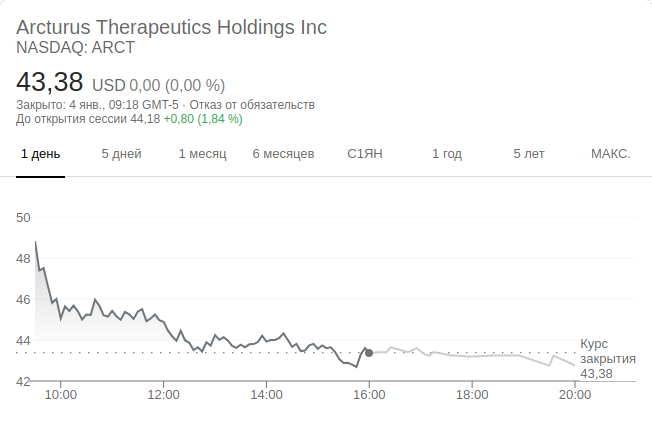 Arcturus Therapeutics Holdings Inc
NASDAQ: ARCT
43,38 USD 0,00 (0,00 %)
Закрыто: 4 янв., 09:18 GMT-5 · Отказ от обязательств
До открытия сессии 44,18 +0,80 (1,84 %)
1 день 5 дней 1 месяц 6 месяцев С1ЯН 1 год 5 лет МАКС.
50
48
46
44
Курс
закрытия
43,38
42
10:00 12:00 14:00 16:00 18:00 20:00